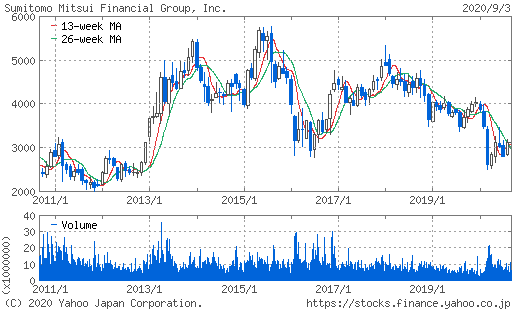 Sumitomo Mitsui Financial Group, Inc. 2020/9/3
6000
13-week MA
26-week MA
5000
4000
3000
2000
2011/1 2013/1 2015/1 2017/1 2019/1
40
Volume
30
20
10
0
(x1000000)
2011/1 2013/1 2015/1 2017/1 2019/1
(C) 2020 Yahoo Japan Corporation. https://stocks.finance.yahoo.co.jp/